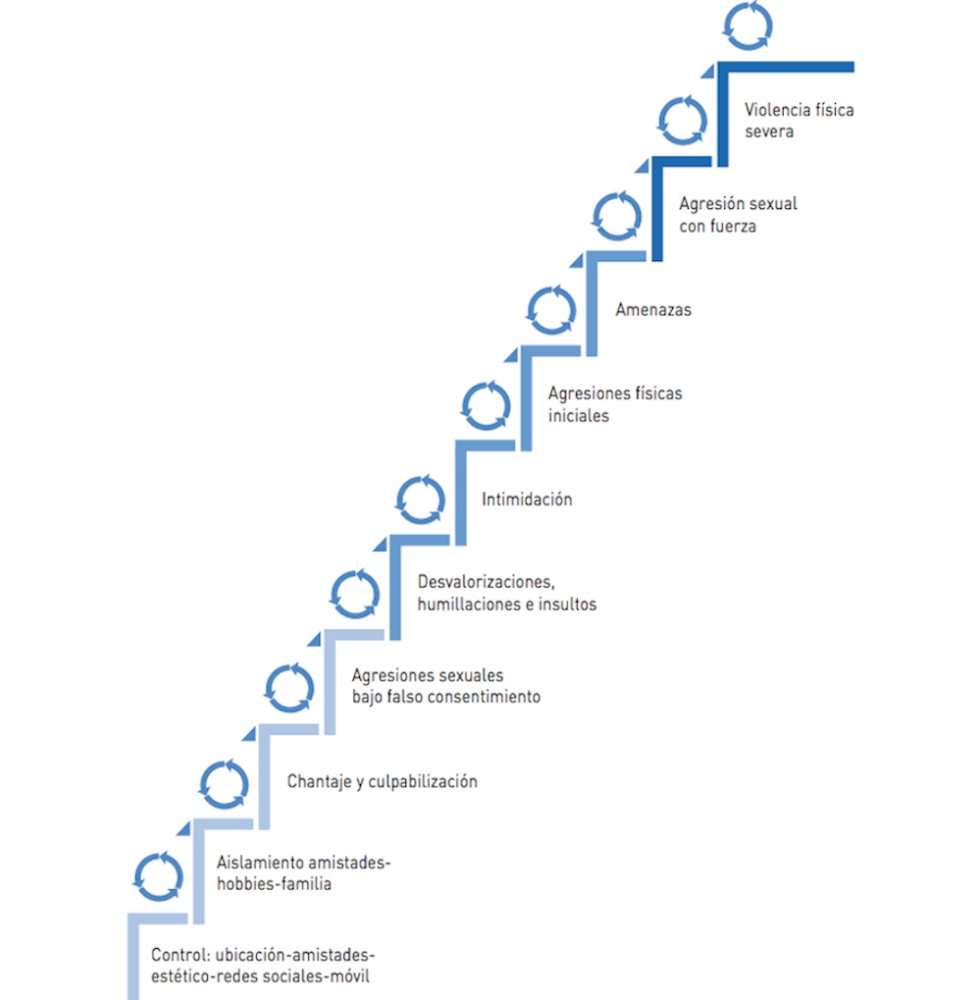 Violencia física
severa
Agresión sexual
con fuerza
Amenazas
Agresiones físicas
iniciales
Intimidación
Desvalorizaciones,
humillaciones e insultos
Agresiones sexuales
bajo falso consentimiento
Chantaje y culpabilización
Aislamiento amistades-
hobbies-familia
Control: ubicación-amistades-
estético-redes sociales-móvil